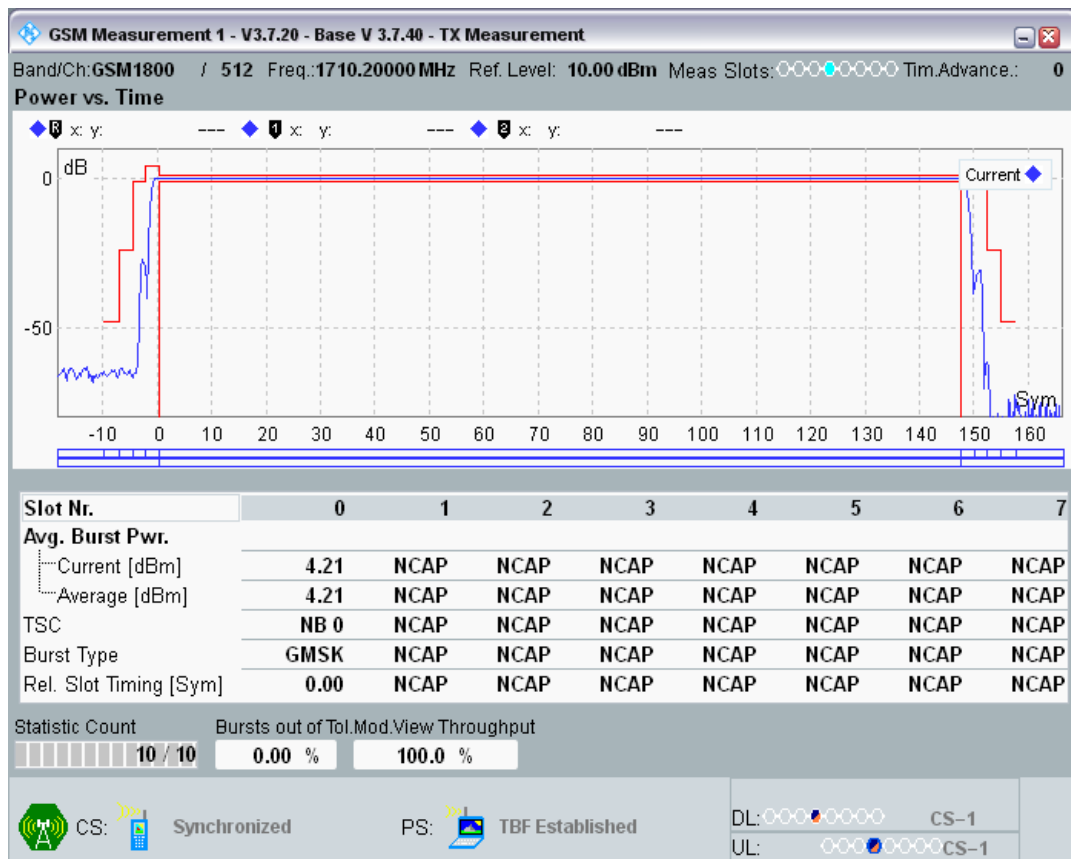 GSM Measurement 1 - V3.7.20 - Base V 3.7.40 - TX Measurement
Band/Ch:GSM1800 / 512 Freq.:1710.20000 MHz Ref. Level: 10.00 dBm Meas Slots: Tim.Advance.: 0
Power vs. Time
R x: y: --- 1 x: y: --- 2 x: y: ---
dB
Current
0
-50
Sym
-10 0 10 20 30 40 50 60 70 80 90 100 110 120 130 140 150 160
Slot Nr. 0 1 2 3 4 5 6 7
Avg. Burst Pwr.
Current [dBm] 4.21 NCAP NCAP NCAP NCAP NCAP NCAP NCAP
Average [dBm] 4.21 NCAP NCAP NCAP NCAP NCAP NCAP NCAP
TSC NB 0 NCAP NCAP NCAP NCAP NCAP NCAP NCAP
Burst Type GMSK NCAP NCAP NCAP NCAP NCAP NCAP NCAP
Rel. Slot Timing [Sym] 0.00 NCAP NCAP NCAP NCAP NCAP NCAP NCAP
Statistic Count Bursts out of Tol.Mod.View Throughput
10 / 10 0.00 % 100.0 %
CS: Synchronized PS: TBF Established
DL: CS-1
UL: CS-1